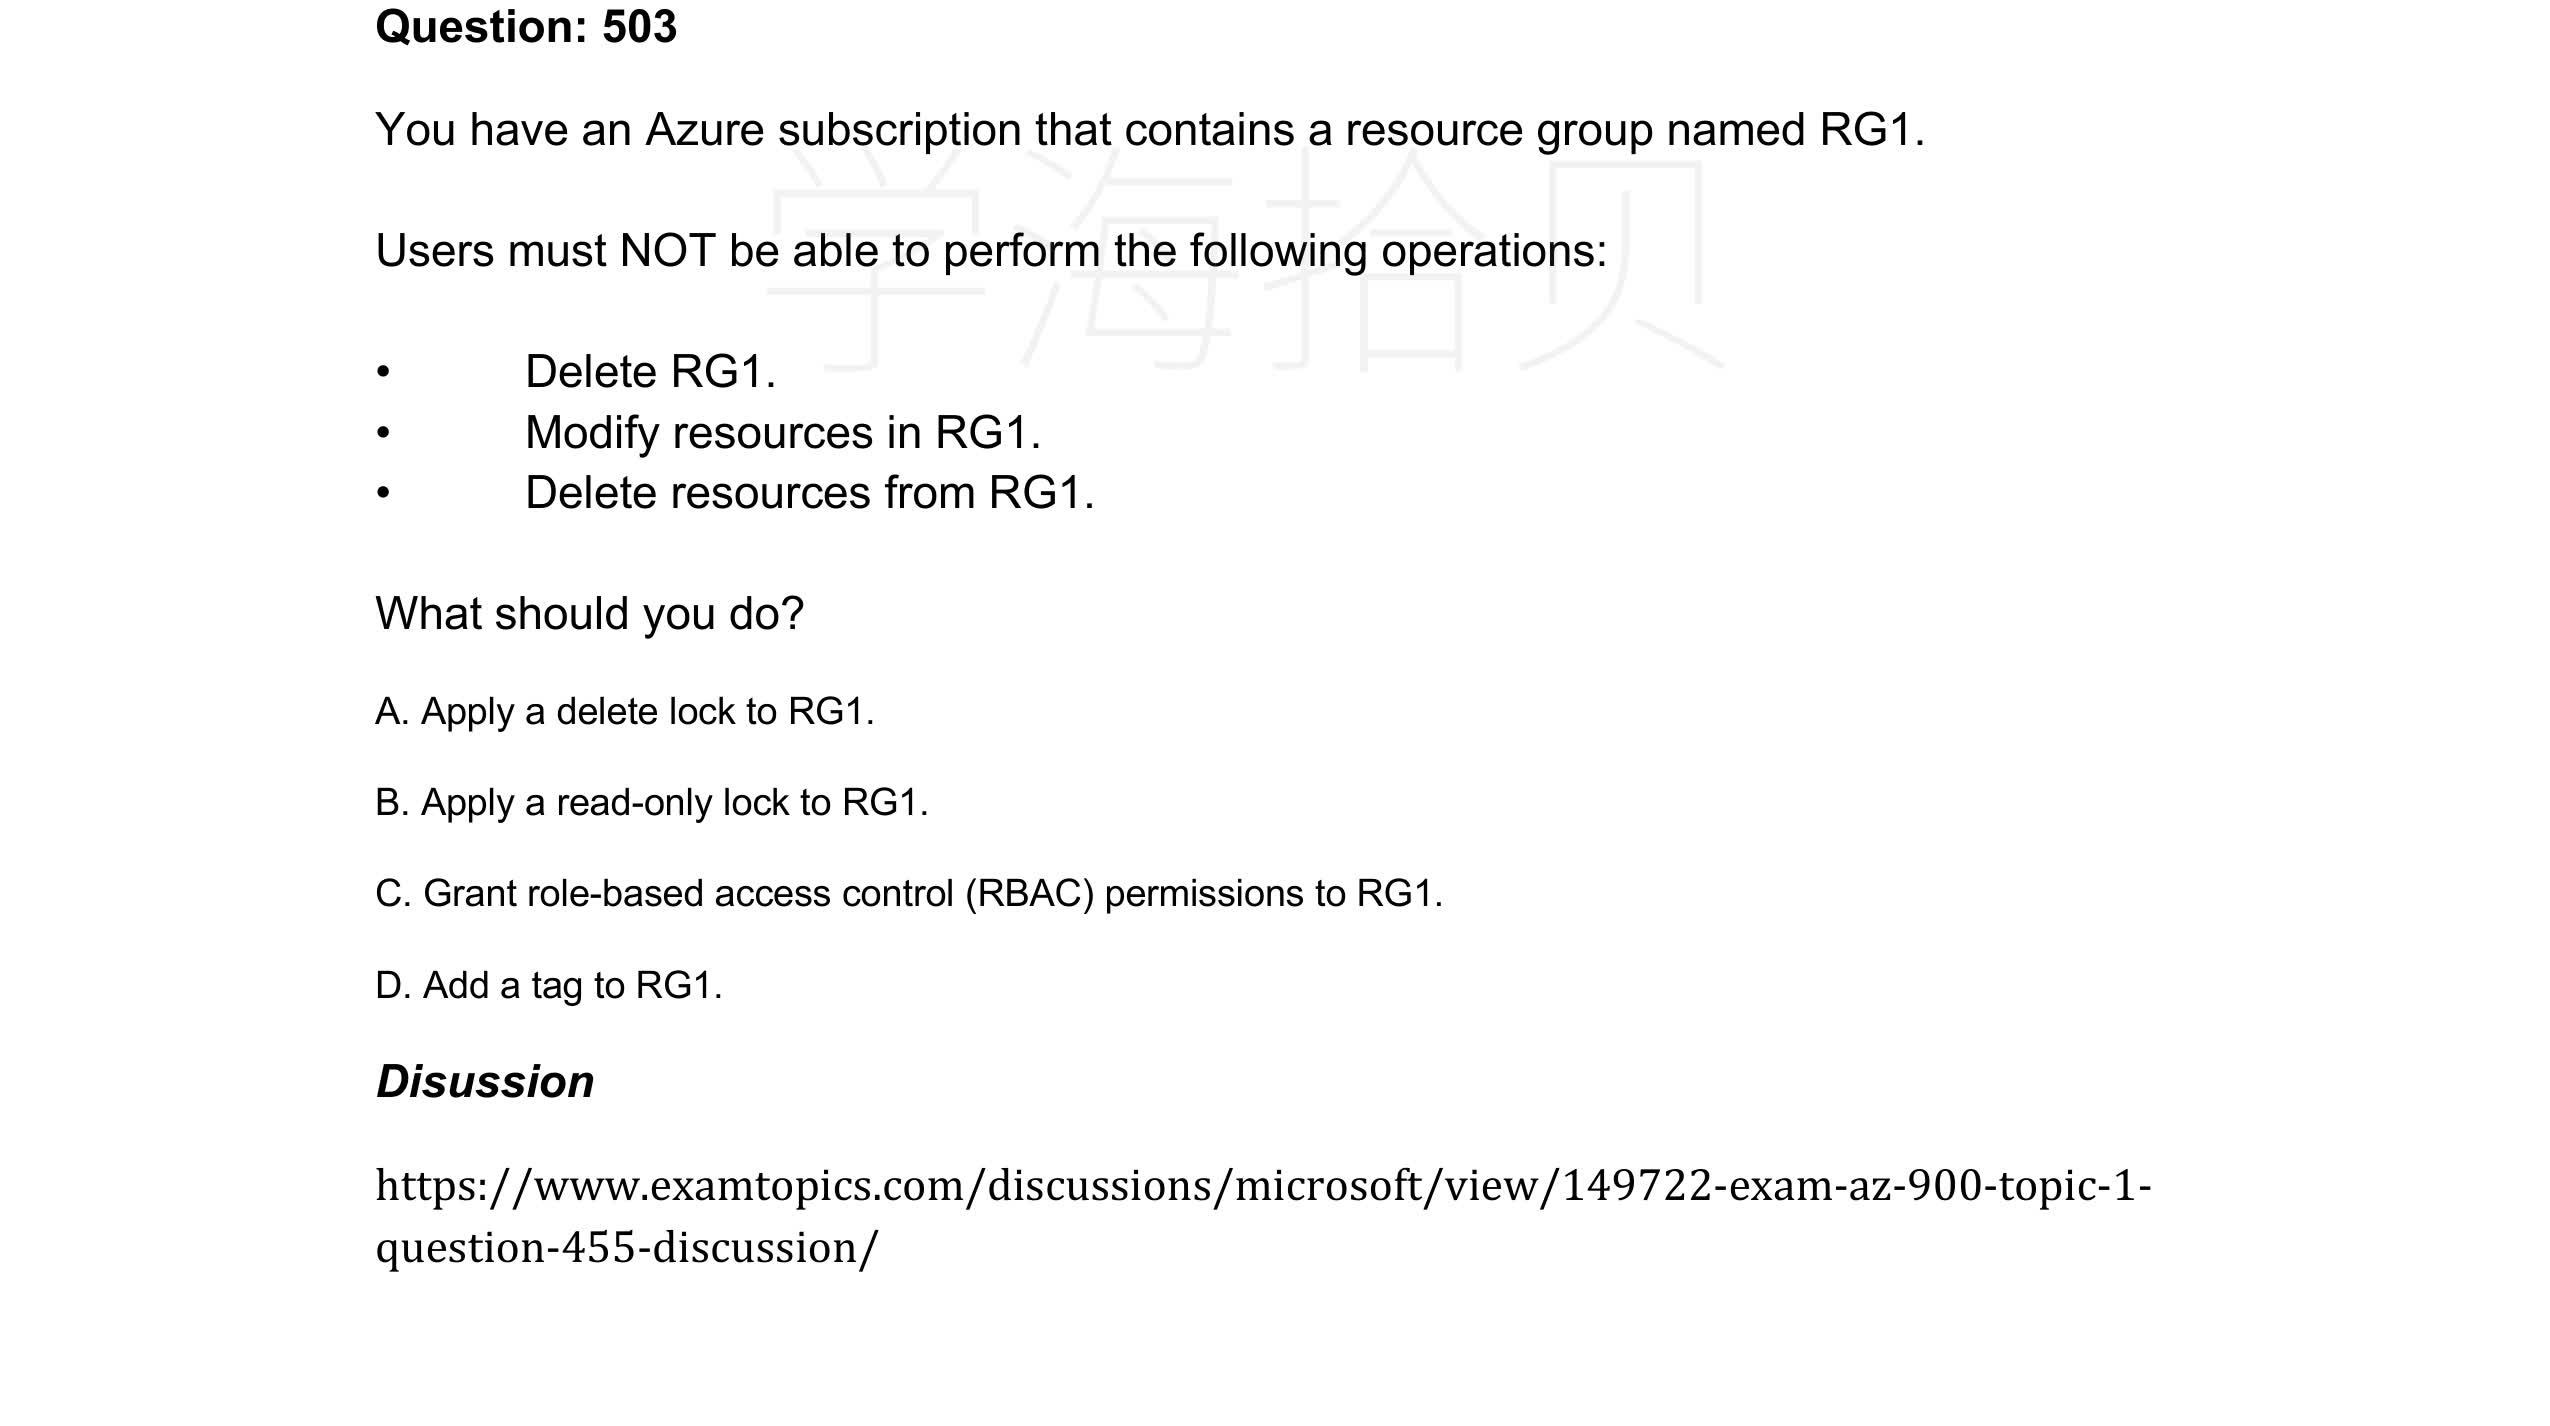 Question: 503
You have an Azure subscription that contains a resource group named RG1.
学海拾贝
Users must NOT be able to perform the following operations:
• Delete RG1.
• Modify resources in RG1.
• Delete resources from RG1.
What should you do?
A. Apply a delete lock to RG1.
B. Apply a read-only lock to RG1.
C. Grant role-based access control (RBAC) permissions to RG1.
D. Add a tag to RG1.
Disussion
https://www.examtopics.com/discussions/microsoft/view/149722-exam-az-900-topic-1-
question-455-discussion/